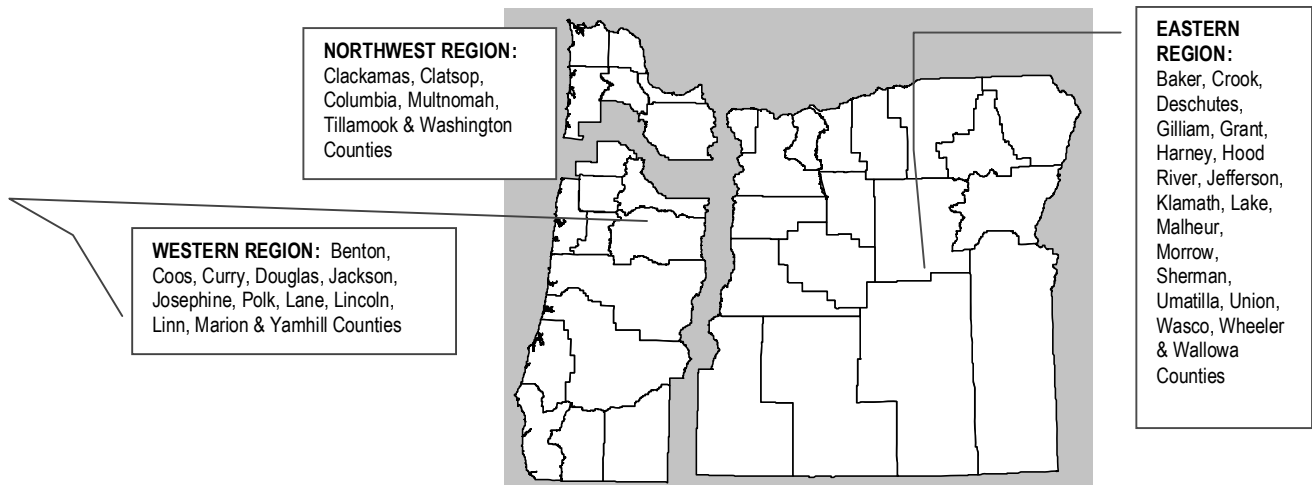 NORTHWEST REGION:
Clackamas, Clatsop,
Columbia, Multnomah,
Tillamook & Washington
Counties
WESTERN REGION: Benton,
Coos, Curry, Douglas, Jackson,
Josephine, Polk, Lane, Lincoln,
Linn, Marion & Yamhill Counties
EASTERN
REGION:
Baker, Crook,
Deschutes,
Gilliam, Grant,
Harney, Hood
River, Jefferson,
Klamath, Lake,
Malheur,
Morrow,
Sherman,
Umatilla, Union,
Wasco, Wheeler
& Wallowa
Counties